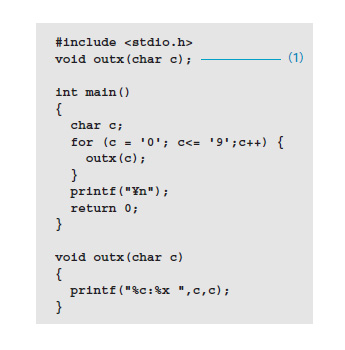 #include <stdio.h>
void outx(char c); (1)
int main()
{
char c;
for (c = '0'; c<= '9';c++) {
outx(c);
}
printf("¥n");
return 0;
}
void outx(char c)
{
printf("%c:%x ",c,c);
}